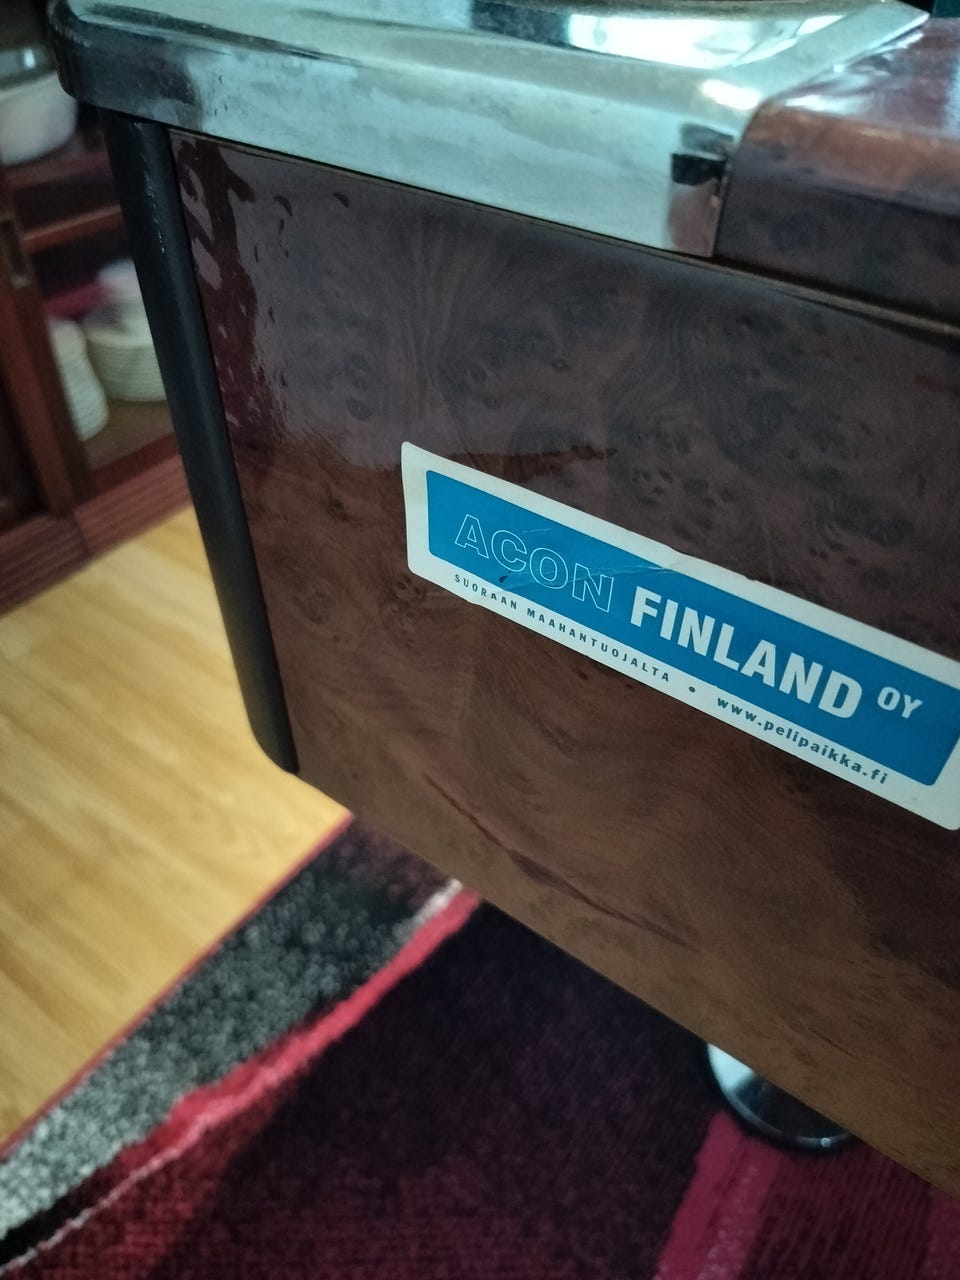 ACON FINLAND OY
SUORAAN MAAHANTUOJALTA • www.pelipaikka.fi